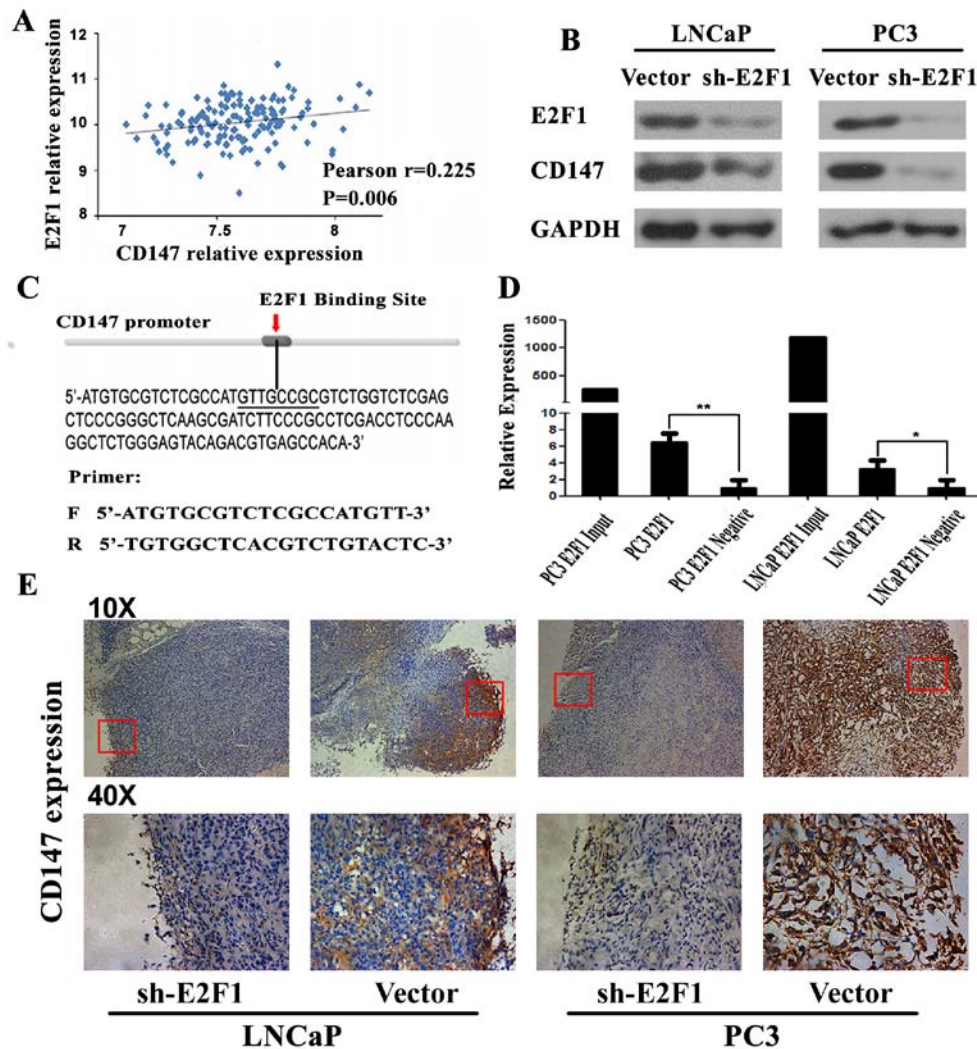 A
E2F1 relative expression
12
11
10
9
8
7
7.5
8
CD147 relative expression
Pearson r=0.225
P=0.006
B
LNCaP
PC3
Vector sh-E2F1
Vector sh-E2F1
E2F1
CD147
GAPDH
C
E2F1 Binding Site
CD147 promoter
5'-ATGTGCGTCTCGCCATGTTGCCGCGTCTGGTCTCGAG
CTCCCGGGCTCAAGCGATCTTCCCGCCTCGACCTCCCAA
GGCTCTGGGAGTACAGACGTGAGCCACA-3'
Primer:
F 5'-ATGTGCGTCTCGCCATGTT-3'
R 5'-TGTGGCTCACGTCTGTACTC-3'
D
Relative Expression
1500
1000
500
10
8
6
4
2
0
**
*
PC3 E2F1 Input
PC3 E2F1
PC3 E2F1 Negative
LNCaP E2F1 Input
LNCaP E2F1
LNCaP E2F1 Negative
E
CD147 expression
10X
40X
sh-E2F1
Vector
sh-E2F1
Vector
LNCaP
PC3